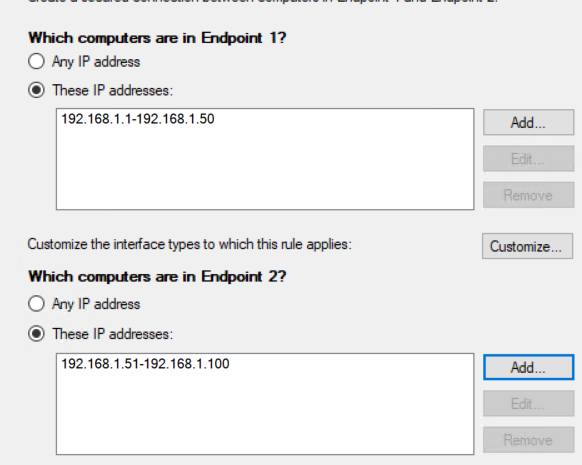 Create a secured connection between computers in Endpoint 1 and Endpoint 2.
Which computers are in Endpoint 1?
Any IP address
These IP addresses:
192.168.1.1-192.168.1.50
Add...
Edit...
Remove
Customize the interface types to which this rule applies:
Customize...
Which computers are in Endpoint 2?
Any IP address
These IP addresses:
192.168.1.51-192.168.1.100
Add...
Edit...
Remove